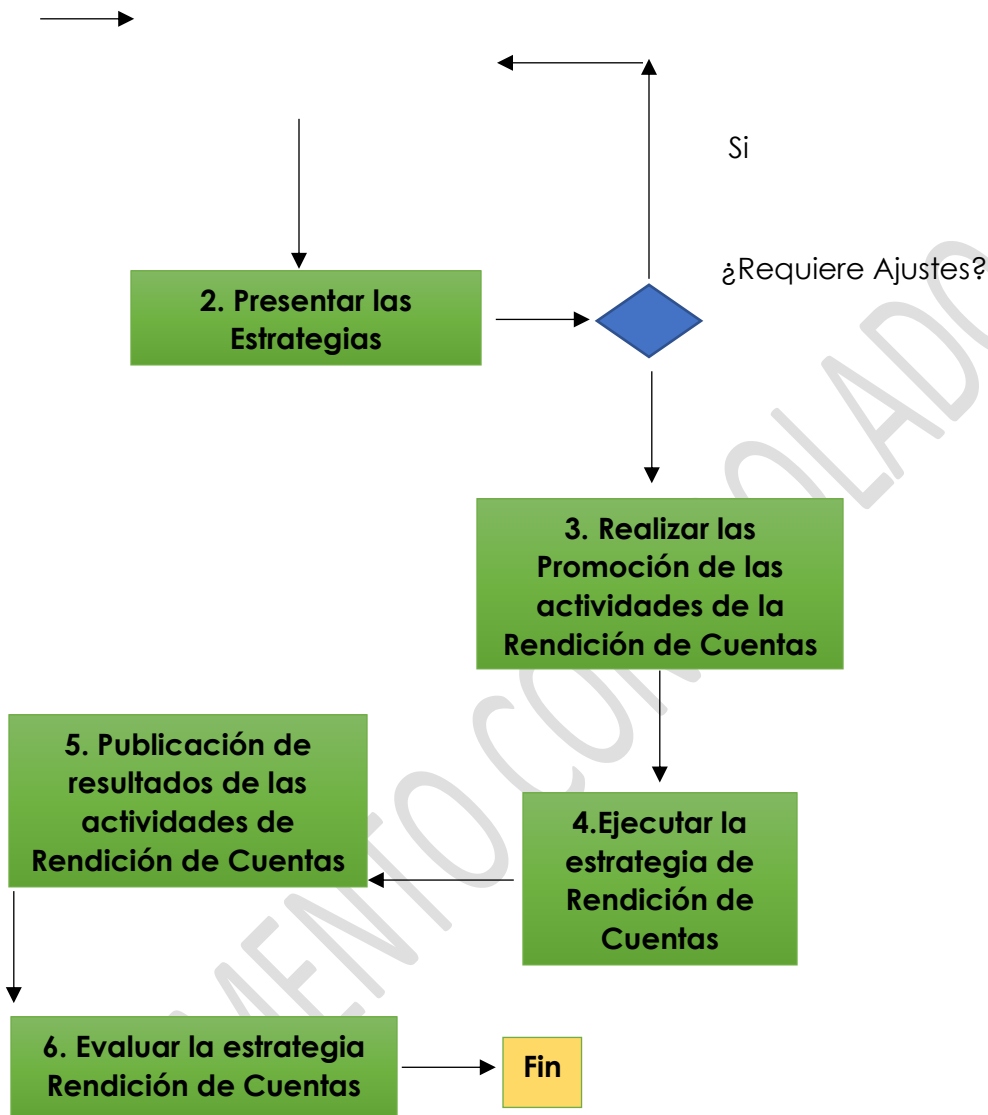 Si
¿Requiere Ajustes?
2. Presentar las
Estrategias
3. Realizar las
Promoción de las
actividades de la
Rendición de Cuentas
4.Ejecutar la
estrategia de
Rendición de
Cuentas
5. Publicación de
resultados de las
actividades de
Rendición de Cuentas
6. Evaluar la estrategia
Rendición de Cuentas
Fin